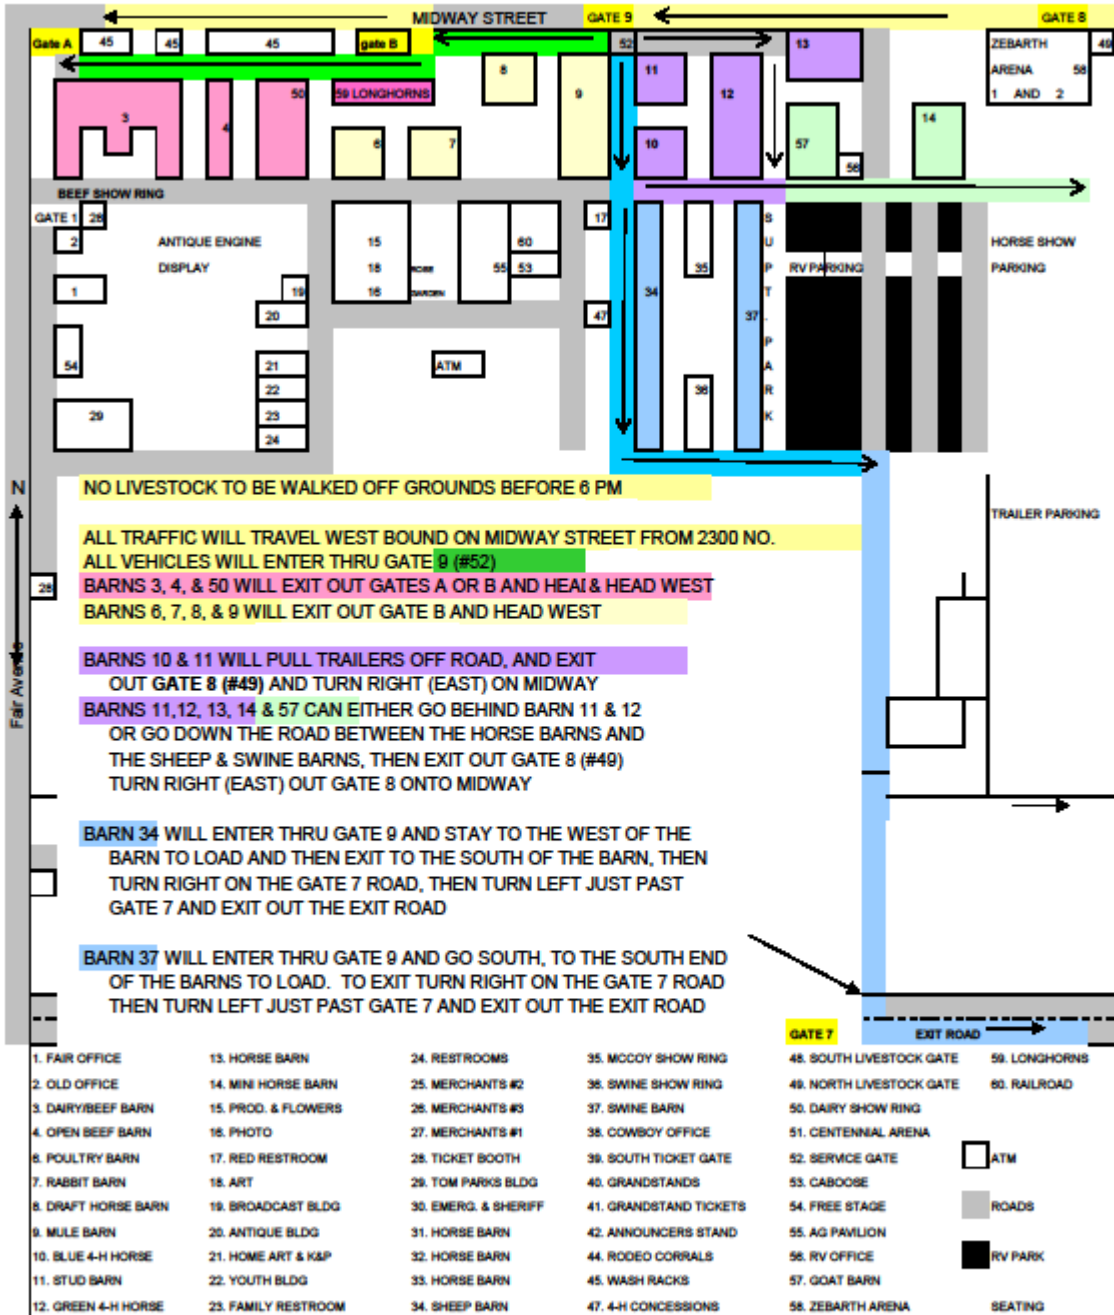 MIDWAY STREET GATE 9 GATE 8
Gate A 45 45 45 gate B 52 13 ZEBARTH 49
8 11 ARENA 58
3 4 50 59 LONGHORNS 9 12 1 AND 2
6 7 10 57 14
56
BEEF SHOW RING
GATE 1 28 17 S
2 ANTIQUE ENGINE 15 60 U HORSE SHOW
DISPLAY 18 ROSE 55 53 35 P RV PARKING PARKING
1 19 16 GARDEN 34 P
20 47 37 T
.
54 21 ATM P
22 36 A
29 23 R
24 K
N NO LIVESTOCK TO BE WALKED OFF GROUNDS BEFORE 6 PM
TRAILER PARKING
ALL TRAFFIC WILL TRAVEL WEST BOUND ON MIDWAY STREET FROM 2300 NO.
ALL VEHICLES WILL ENTER THRU GATE 9 (#52)
28 BARNS 3, 4, & 50 WILL EXIT OUT GATES A OR B AND HEA & HEAD WEST
BARNS 6, 7, 8, & 9 WILL EXIT OUT GATE B AND HEAD WEST
Fair Avenue
BARNS 10 & 11 WILL PULL TRAILERS OFF ROAD, AND EXIT
OUT GATE 8 (#49) AND TURN RIGHT (EAST) ON MIDWAY
BARNS 11,12, 13, 14 & 57 CAN EITHER GO BEHIND BARN 11 & 12
OR GO DOWN THE ROAD BETWEEN THE HORSE BARNS AND
THE SHEEP & SWINE BARNS, THEN EXIT OUT GATE 8 (#49)
TURN RIGHT (EAST) OUT GATE 8 ONTO MIDWAY
BARN 34 WILL ENTER THRU GATE 9 AND STAY TO THE WEST OF THE
BARN TO LOAD AND THEN EXIT TO THE SOUTH OF THE BARN, THEN
TURN RIGHT ON THE GATE 7 ROAD, THEN TURN LEFT JUST PAST
GATE 7 AND EXIT OUT THE EXIT ROAD
BARN 37 WILL ENTER THRU GATE 9 AND GO SOUTH, TO THE SOUTH END
OF THE BARNS TO LOAD. TO EXIT TURN RIGHT ON THE GATE 7 ROAD
THEN TURN LEFT JUST PAST GATE 7 AND EXIT OUT THE EXIT ROAD
GATE 7 EXIT ROAD
1. FAIR OFFICE 13. HORSE BARN 24. RESTROOMS 35. MCCOY SHOW RING 48. SOUTH LIVESTOCK GATE 59. LONGHORNS
2. OLD OFFICE 14. MINI HORSE BARN 25. MERCHANTS #2 36. SWINE SHOW RING 49. NORTH LIVESTOCK GATE 60. RAILROAD
3. DAIRY/BEEF BARN 15. PROD. & FLOWERS 26. MERCHANTS #3 37. SWINE BARN 50. DAIRY SHOW RING
4. OPEN BEEF BARN 16. PHOTO 27. MERCHANTS #1 38. COWBOY OFFICE 51. CENTENNIAL ARENA
6. POULTRY BARN 17. RED RESTROOM 28. TICKET BOOTH 39. SOUTH TICKET GATE 52. SERVICE GATE ATM
7. RABBIT BARN 18. ART 29. TOM PARKS BLDG 40. GRANDSTANDS 53. CABOOSE
8. DRAFT HORSE BARN 19. BROADCAST BLDG 30. EMERG. & SHERIFF 41. GRANDSTAND TICKETS 54. FREE STAGE ROADS
9. MULE BARN 20. ANTIQUE BLDG 31. HORSE BARN 42. ANNOUNCERS STAND 55. AG PAVILION
10. BLUE 4-H HORSE 21. HOME ART & K&P 32. HORSE BARN 44. RODEO CORRALS 56. RV OFFICE RV PARK
11. STUD BARN 22. YOUTH BLDG 33. HORSE BARN 45. WASH RACKS 57. GOAT BARN
12. GREEN 4-H HORSE 23. FAMILY RESTROOM 34. SHEEP BARN 47. 4-H CONCESSIONS 58. ZEBARTH ARENA SEATING